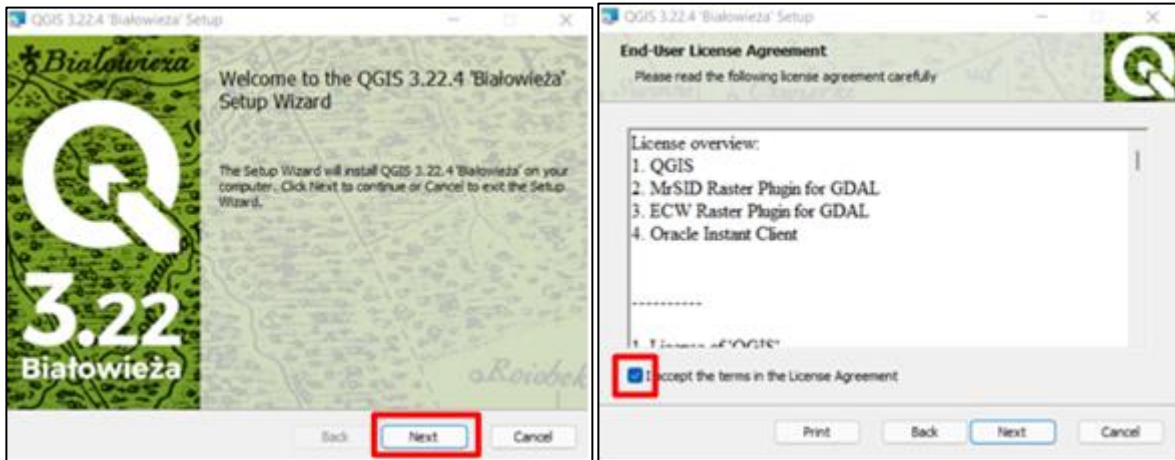 QGIS 3.22.4 'Białowieża' Setup
Białowieża
3.22
Białowieża
Welcome to the QGIS 3.22.4 'Białowieża'
Setup Wizard
The Setup Wizard will install QGIS 3.22.4 'Białowieża' on your
computer. Click Next to continue or Cancel to exit the Setup
Wizard.
Back
Next
Cancel
QGIS 3.22.4 'Białowieża' Setup
End-User License Agreement
Please read the following license agreement carefully
License overview:
1. QGIS
2. MrSID Raster Plugin for GDAL
3. ECW Raster Plugin for GDAL
4. Oracle Instant Client
----------
1. License of 'QGIS'
I accept the terms in the License Agreement
Print
Back
Next
Cancel